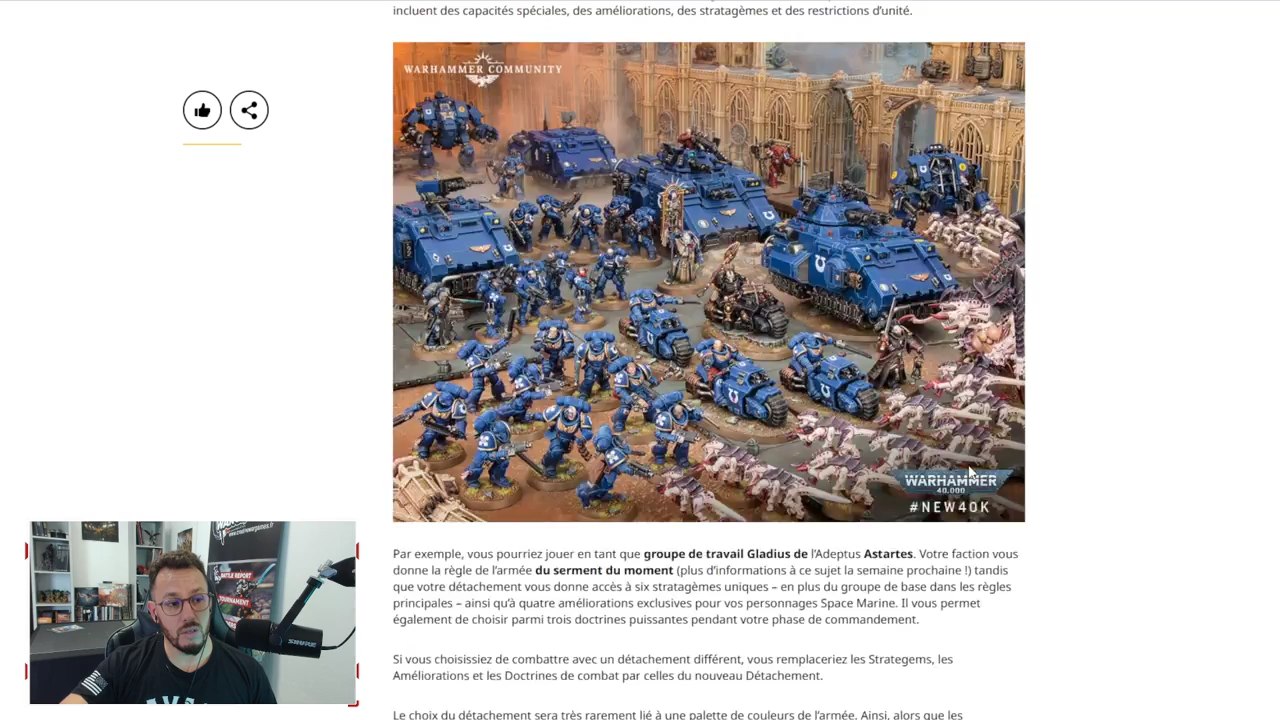 incluent des capacités spéciales, des améliorations, des stratagèmes et des restrictions d'unité.
WARHAMMER COMMUNITY
WARHAMMER
40,000
#NEW40K
Par exemple, vous pourriez jouer en tant que groupe de travail Gladius de l'Adeptus Astartes. Votre faction vous
donne la règle de l'armée du serment du moment (plus d'informations à ce sujet la semaine prochaine !) tandis
que votre détachement vous donne accès à six stratagèmes uniques – en plus du groupe de base dans les règles
principales – ainsi qu'à quatre améliorations exclusives pour vos personnages Space Marine. Il vous permet
également de choisir parmi trois doctrines puissantes pendant votre phase de commandement.
Si vous choisissiez de combattre avec un détachement différent, vous remplaceriez les Strategems, les
Améliorations et les Doctrines de combat par celles du nouveau Détachement.
Le choix du détachement sera très rarement lié à une palette de couleurs de l'armée. Ainsi, alors que les
BATTLE REPORT
TOURNAMENT
SHURE